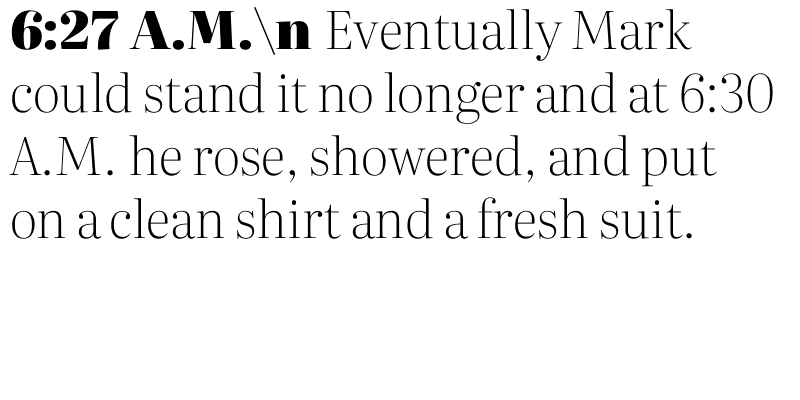 6:27 A.M.\n Eventually Mark
could stand it no longer and at 6:30
A.M. he rose, showered, and put
on a clean shirt and a fresh suit.